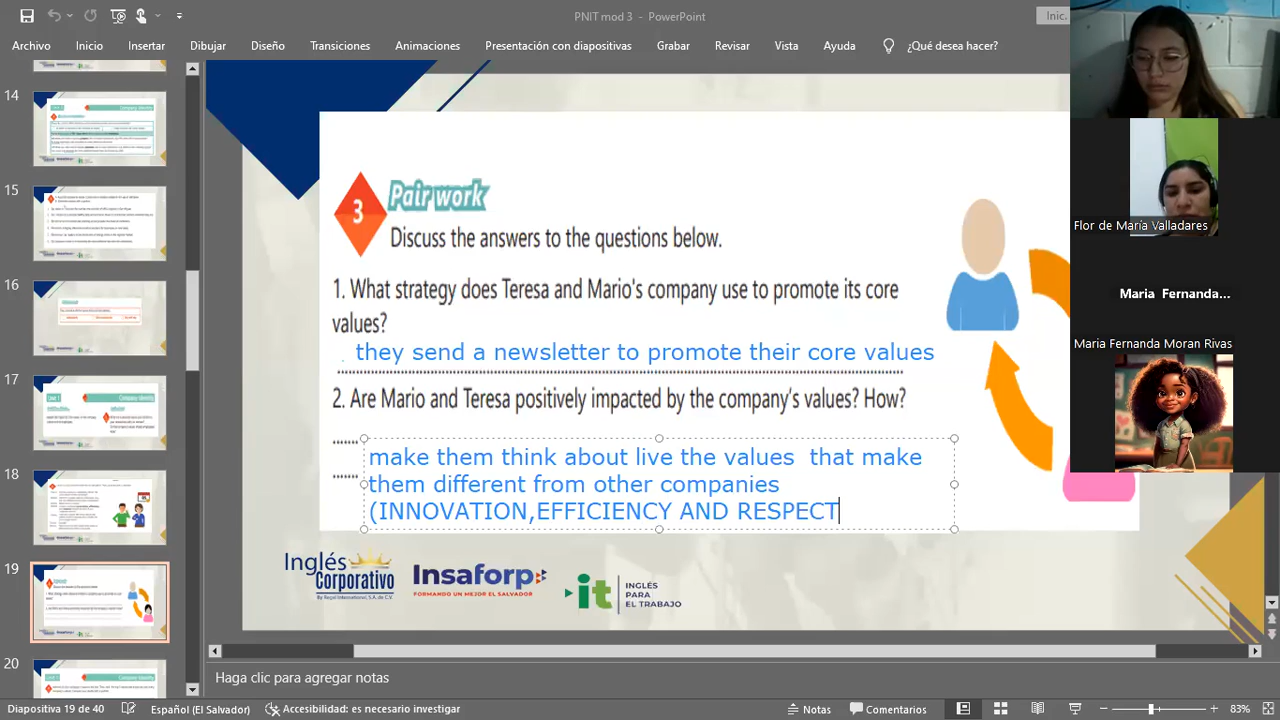 PNIT mod 3 - PowerPoint
Inic.
Archivo Inicio Insertar Dibujar Diseño Transiciones Animaciones Presentación con diapositivas Grabar Revisar Vista Ayuda ¿Qué desea hacer?
14
15
16
17
18
19
20
3
Pair work
Discuss the answers to the questions below.
1. What strategy does Teresa and Mario's company use to promote its core
values?
they send a newsletter to promote their core values
2. Are Mario and Teresa positively impacted by the company's values? How?
make them think about live the values that make
them different from other companies
(INNOVATION,EFFICIENCY AND RESPECT
Inglés
Corporativo
By Regal International, S.A. de C.V.
Insaforp
FORMANDO UN MEJOR EL SALVADOR
it
INGLÉS
PARA
EL TRABAJO
Flor de María Valladares
Maria Fernanda...
Maria Fernanda Moran Rivas
Haga clic para agregar notas
Diapositiva 19 de 40 Español (El Salvador) Accesibilidad: es necesario investigar Notas Comentarios 83%